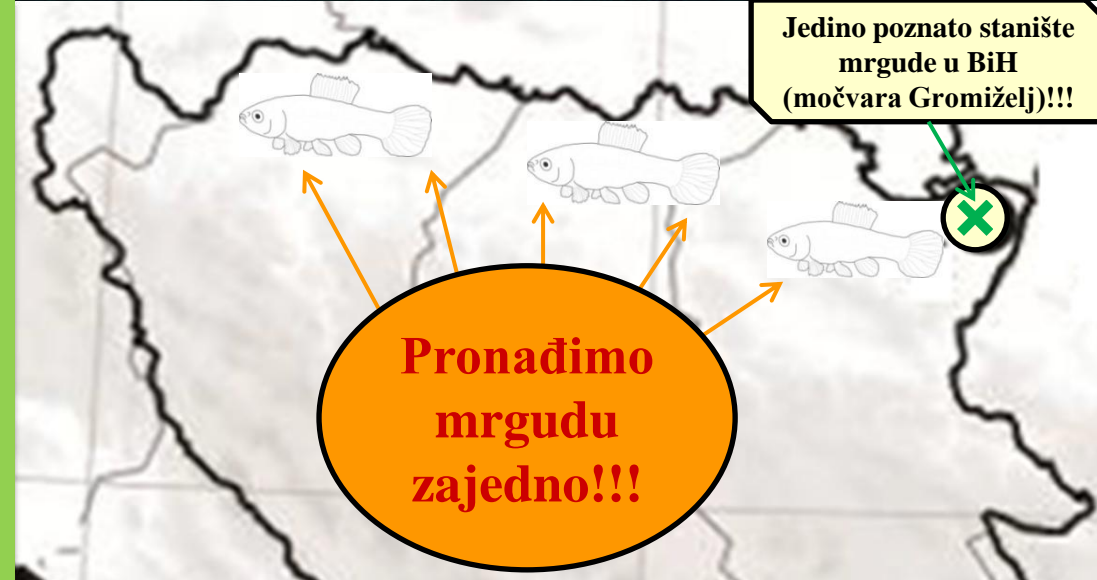 Jedino poznato stanište
mrgude u BiH
(močvara Gromiželj)!!!
Pronađimo
mrgudu
zajedno!!!